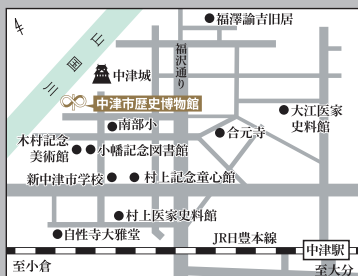 福澤諭吉旧居
山国川
福沢通り
中津城
中津市歴史博物館
大江医家
史料館
南部小
合元寺
木村記念
美術館
小幡記念図書館
新中津市学校
村上記念童心館
村上医家史料館
自性寺大雅堂
JR日豊本線
中津駅
至小倉
至大分